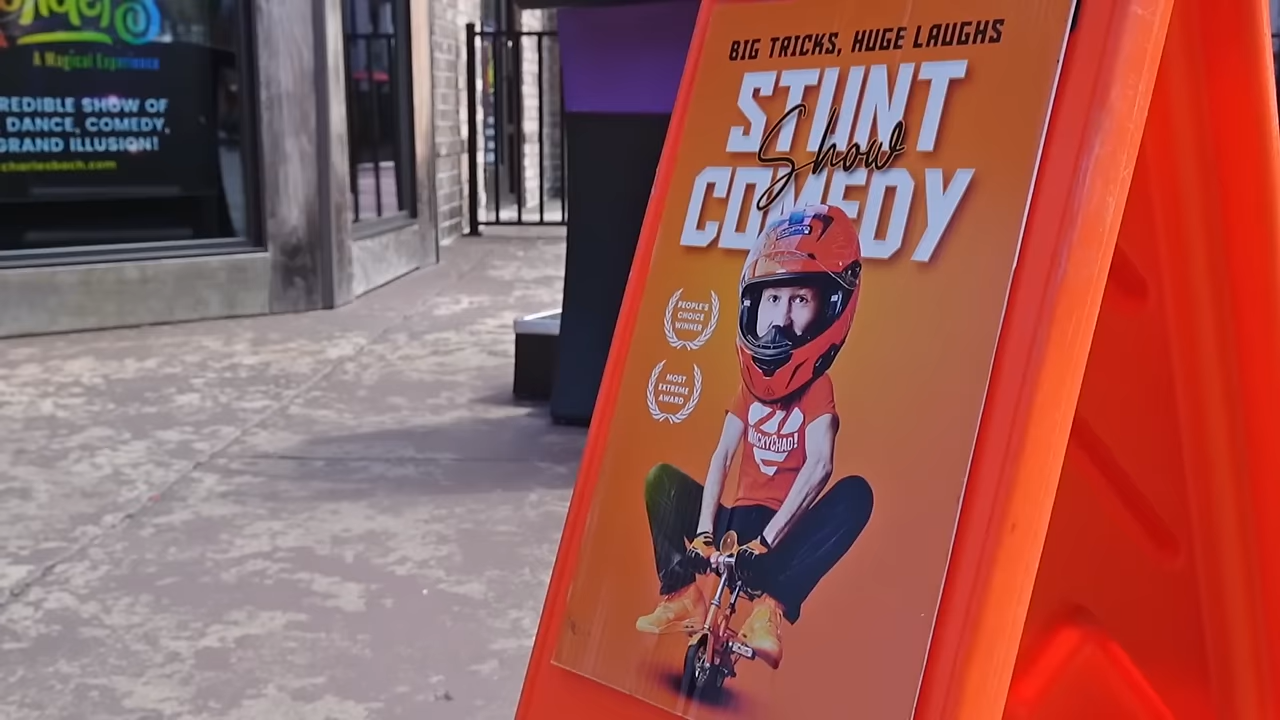 A Magical Experience
REDIBLE SHOW OF
DANCE, COMEDY,
GRAND ILLUSION!
charlesbach.com
BIG TRICKS, HUGE LAUGHS
STUNT
Show
COMEDY
GoPro
PEOPLE'S
CHOICE
WINNER
MOST
EXTREME
AWARD
WACKYCHAD!